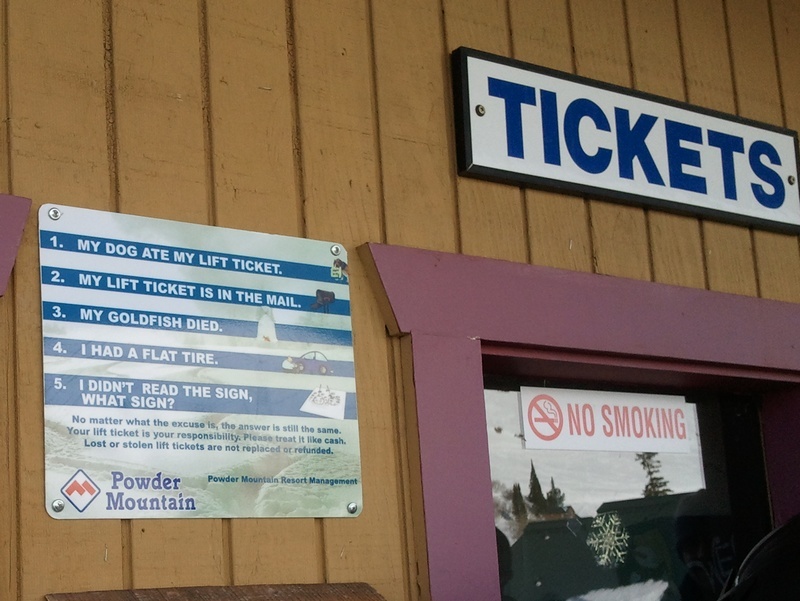 TICKETS
1. MY DOG ATE MY LIFT TICKET.
2. MY LIFT TICKET IS IN THE MAIL.
3. MY GOLDFISH DIED.
4. I HAD A FLAT TIRE.
5. I DIDN'T READ THE SIGN,
WHAT SIGN?
No matter what the excuse is, the answer is still the same.
Your lift ticket is your responsibility. Please treat it like cash.
Lost or stolen lift tickets are not replaced or refunded.
Powder
Mountain
Powder Mountain Resort Management
NO SMOKING